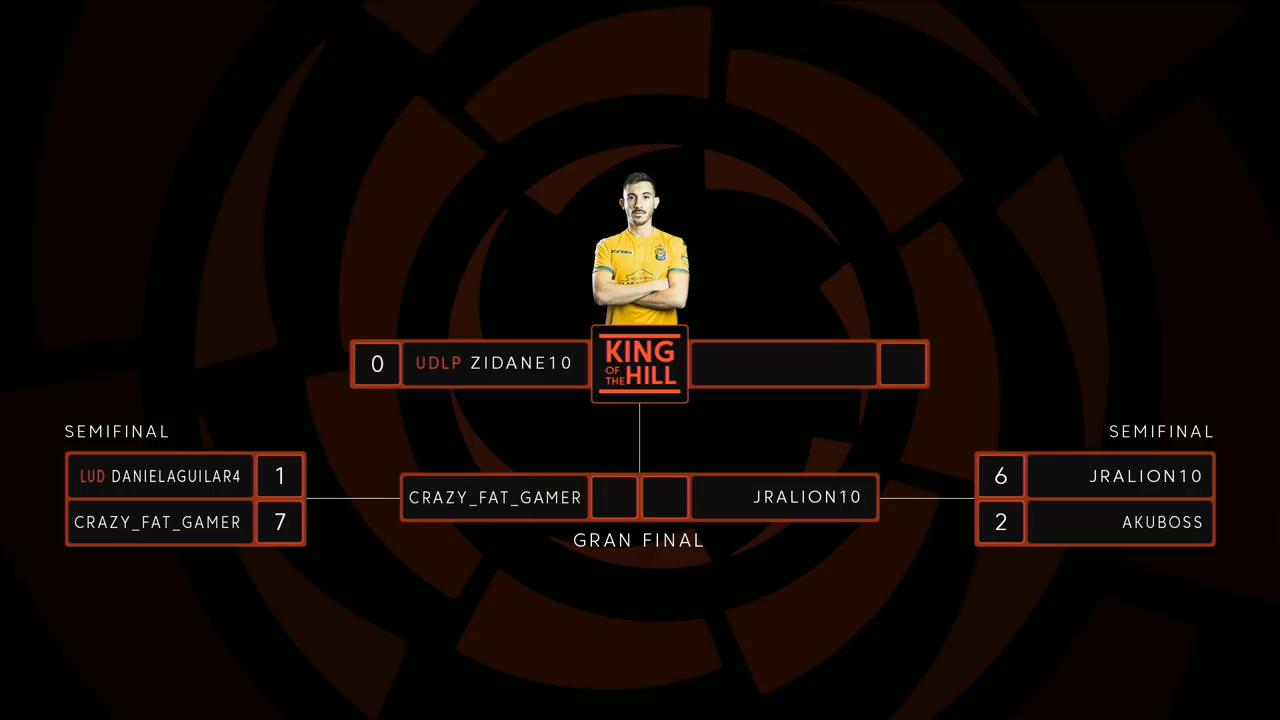 0 UDLP ZIDANE10
KING
OF THE HILL
SEMIFINAL
LUD DANIELAGUILAR4 1
CRAZY_FAT_GAMER 7
CRAZY_FAT_GAMER
JRALION10
GRAN FINAL
SEMIFINAL
6 JRALION10
2 AKUBOSS